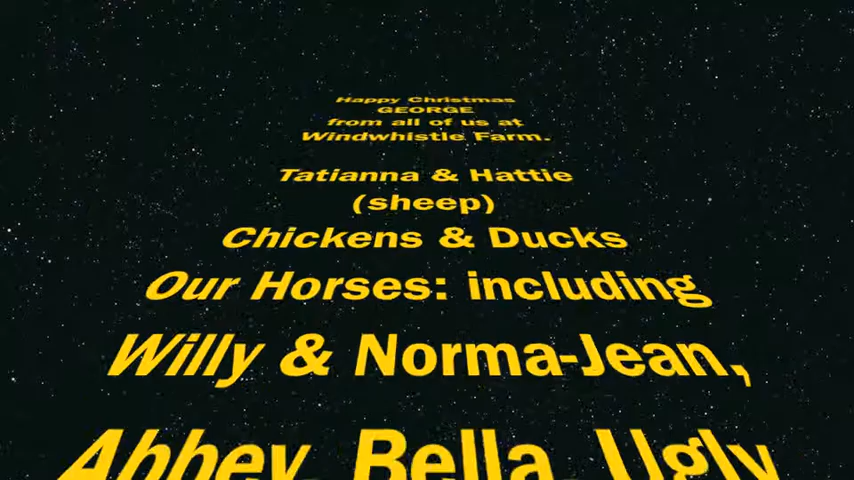 Happy Christmas
GEORGE
from all of us at
Windwhistle Farm.
Tatianna & Hattie
(sheep)
Chickens & Ducks
Our Horses: including
Willy & Norma-Jean,
Abbey, Bella, Ugly